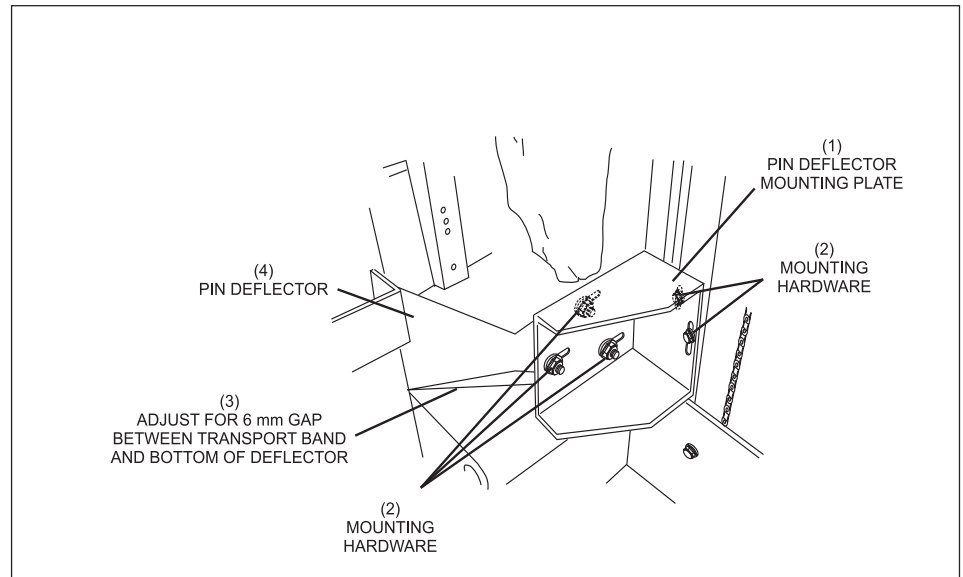 (1)
PIN DEFLECTOR
MOUNTING PLATE
(2)
MOUNTING
HARDWARE
(4)
PIN DEFLECTOR
(3)
ADJUST FOR 6 mm GAP
BETWEEN TRANSPORT BAND
AND BOTTOM OF DEFLECTOR
(2)
MOUNTING
HARDWARE